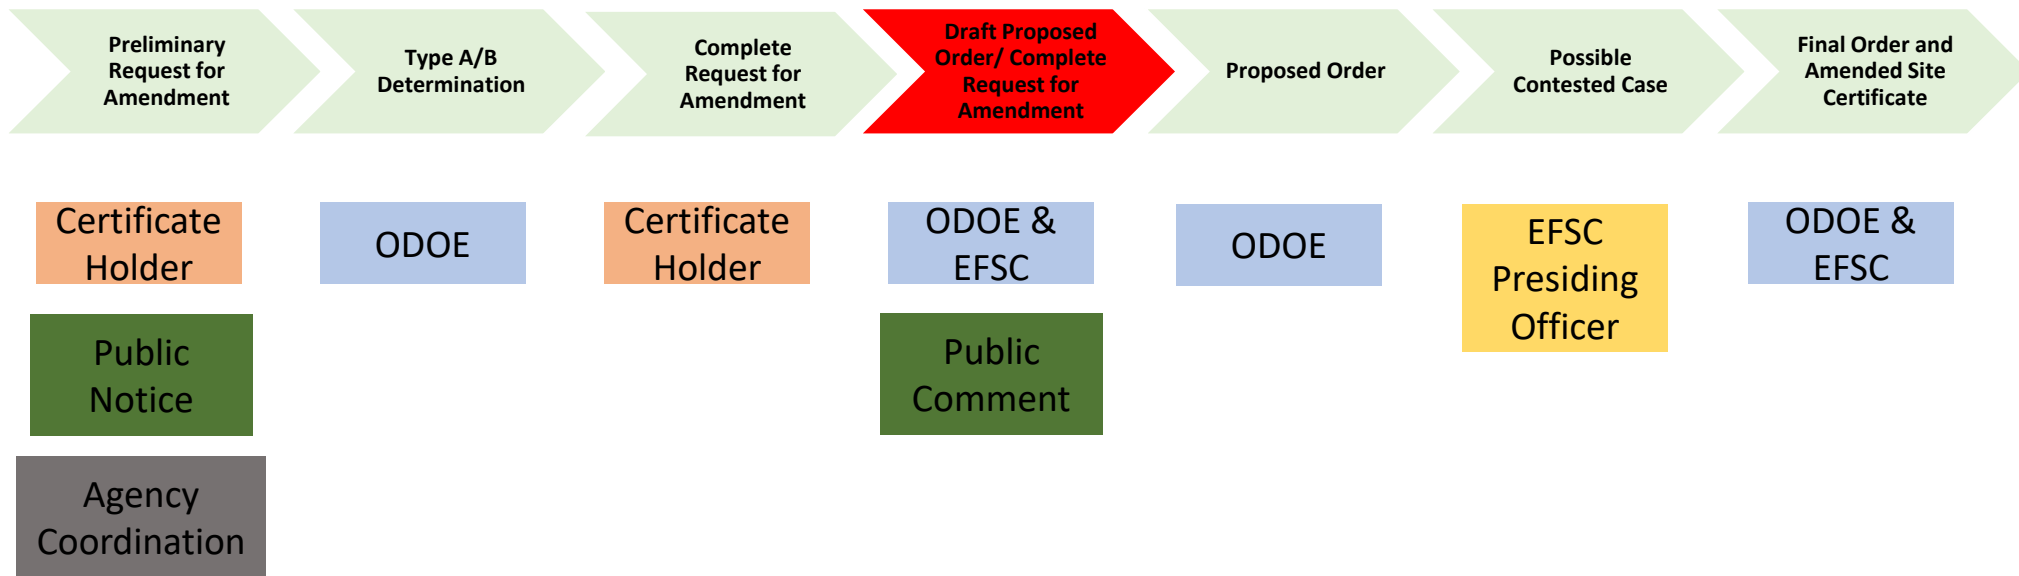 Preliminary
Request for
Amendment
Type A/B
Determination
Complete
Request for
Amendment
Draft Proposed
Order/ Complete
Request for
Amendment
Proposed Order
Possible
Contested Case
Final Order and
Amended Site
Certificate
Certificate
Holder
ODOE
Certificate
Holder
ODOE &
EFSC
ODOE
EFSC
Presiding
Officer
ODOE &
EFSC
Public
Notice
Public
Comment
Agency
Coordination